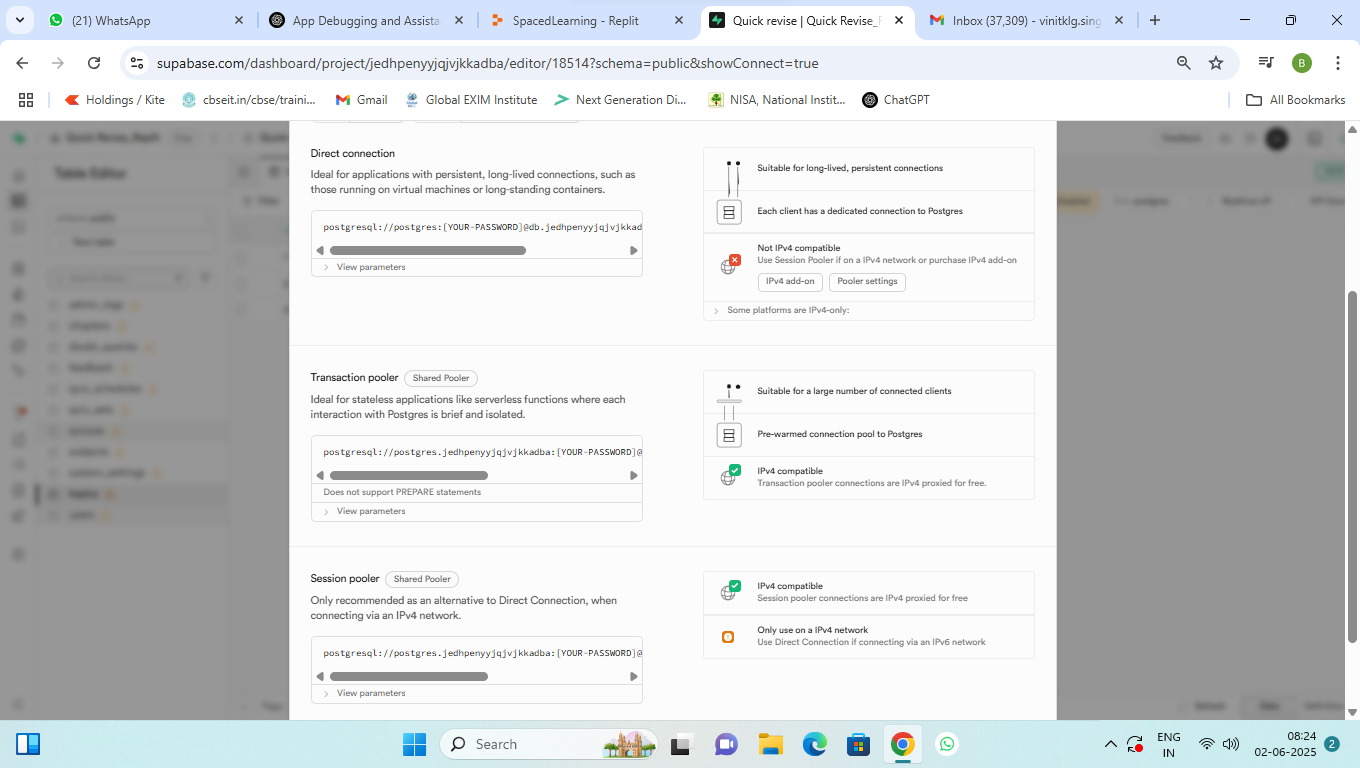 (21) WhatsApp
App Debugging and Assista
SpacedLearning - Replit
Quick revise | Quick Revise_R
Inbox (37,309) - vinitklg.sing
supabase.com/dashboard/project/jedhpenyyjqjvjkkadba/editor/18514?schema=public&showConnect=true
B
Holdings / Kite
cbseit.in/cbse/traini...
Gmail
Global EXIM Institute
Next Generation Di...
NISA, National Instit...
ChatGPT
All Bookmarks
Direct connection
Ideal for applications with persistent, long-lived connections, such as
those running on virtual machines or long-standing containers.
postgresql://postgres:[YOUR-PASSWORD]@db.jedhpenyyjqjvjkkad
View parameters
Suitable for long-lived, persistent connections
Each client has a dedicated connection to Postgres
Not IPv4 compatible
Use Session Pooler if on a IPv4 network or purchase IPv4 add-on
IPv4 add-on
Pooler settings
Some platforms are IPv4-only:
Transaction pooler
Shared Pooler
Ideal for stateless applications like serverless functions where each
interaction with Postgres is brief and isolated.
postgresql://postgres.jedhpenyyjqjvjkkadba:[YOUR-PASSWORD]@
Does not support PREPARE statements
View parameters
Suitable for a large number of connected clients
Pre-warmed connection pool to Postgres
IPv4 compatible
Transaction pooler connections are IPv4 proxied for free.
Session pooler
Shared Pooler
Only recommended as an alternative to Direct Connection, when
connecting via an IPv4 network.
postgresql://postgres.jedhpenyyjqjvjkkadba:[YOUR-PASSWORD]@
View parameters
IPv4 compatible
Session pooler connections are IPv4 proxied for free
Only use on a IPv4 network
Use Direct Connection if connecting via an IPv6 network
Table Editor
Search
ENG
IN
08:24
02-06-2025
2